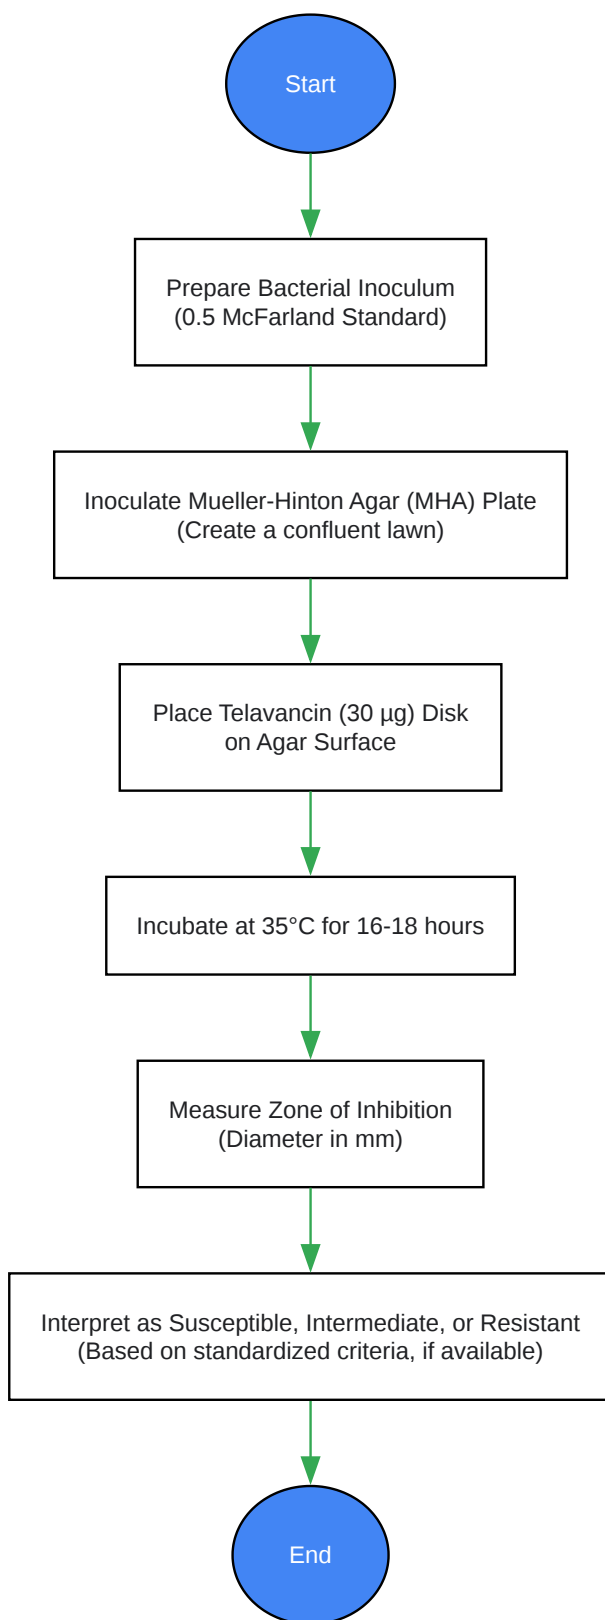 Start
Prepare Bacterial Inoculum
(0.5 McFarland Standard)
Inoculate Mueller-Hinton Agar (MHA) Plate
(Create a confluent lawn)
Place Telavancin (30 µg) Disk
on Agar Surface
Incubate at 35°C for 16-18 hours
Measure Zone of Inhibition
(Diameter in mm)
Interpret as Susceptible, Intermediate, or Resistant
(Based on standardized criteria, if available)
End